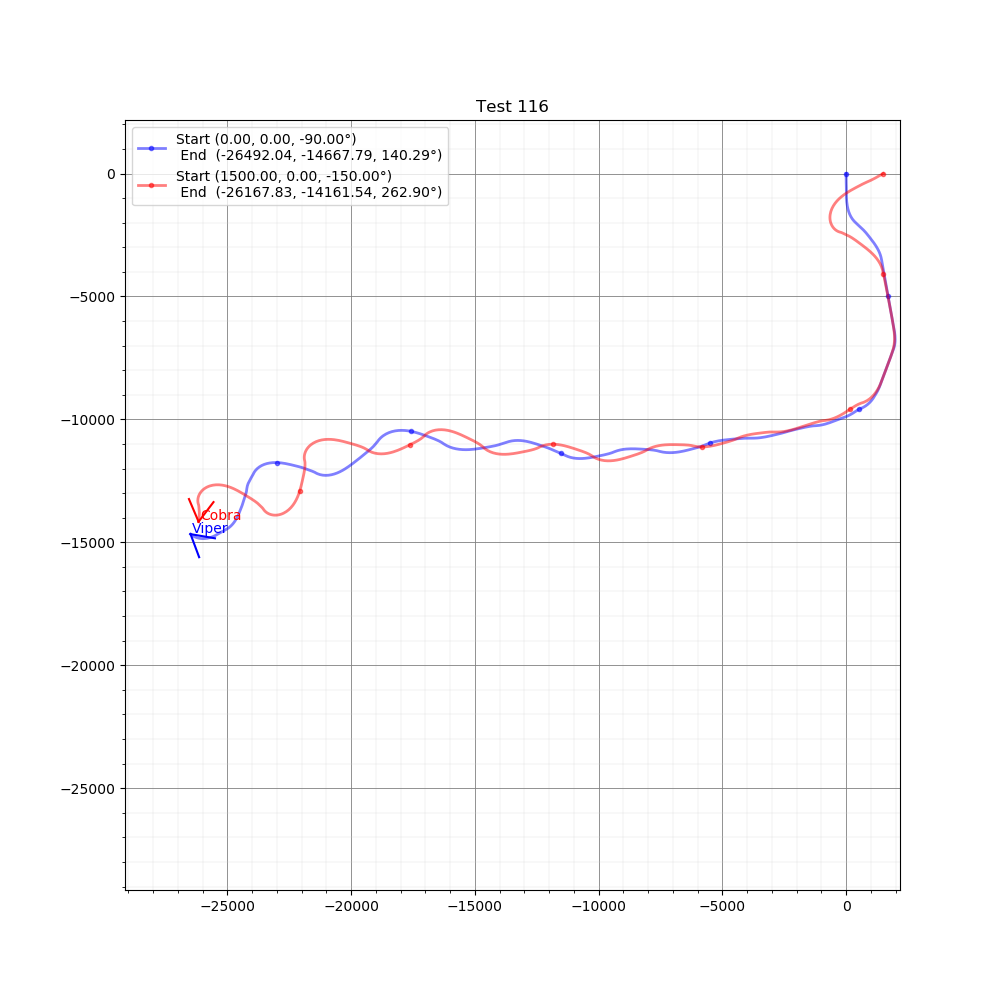 Test 116
Start (0.00, 0.00, -90.00°)
End  (-26492.04, -14667.79, 140.29°)
Start (1500.00, 0.00, -150.00°)
End  (-26167.83, -14161.54, 262.90°)
0
−5000
−10000
−15000
−20000
−25000
Cobra
Viper
−25000
−20000
−15000
−10000
−5000
0